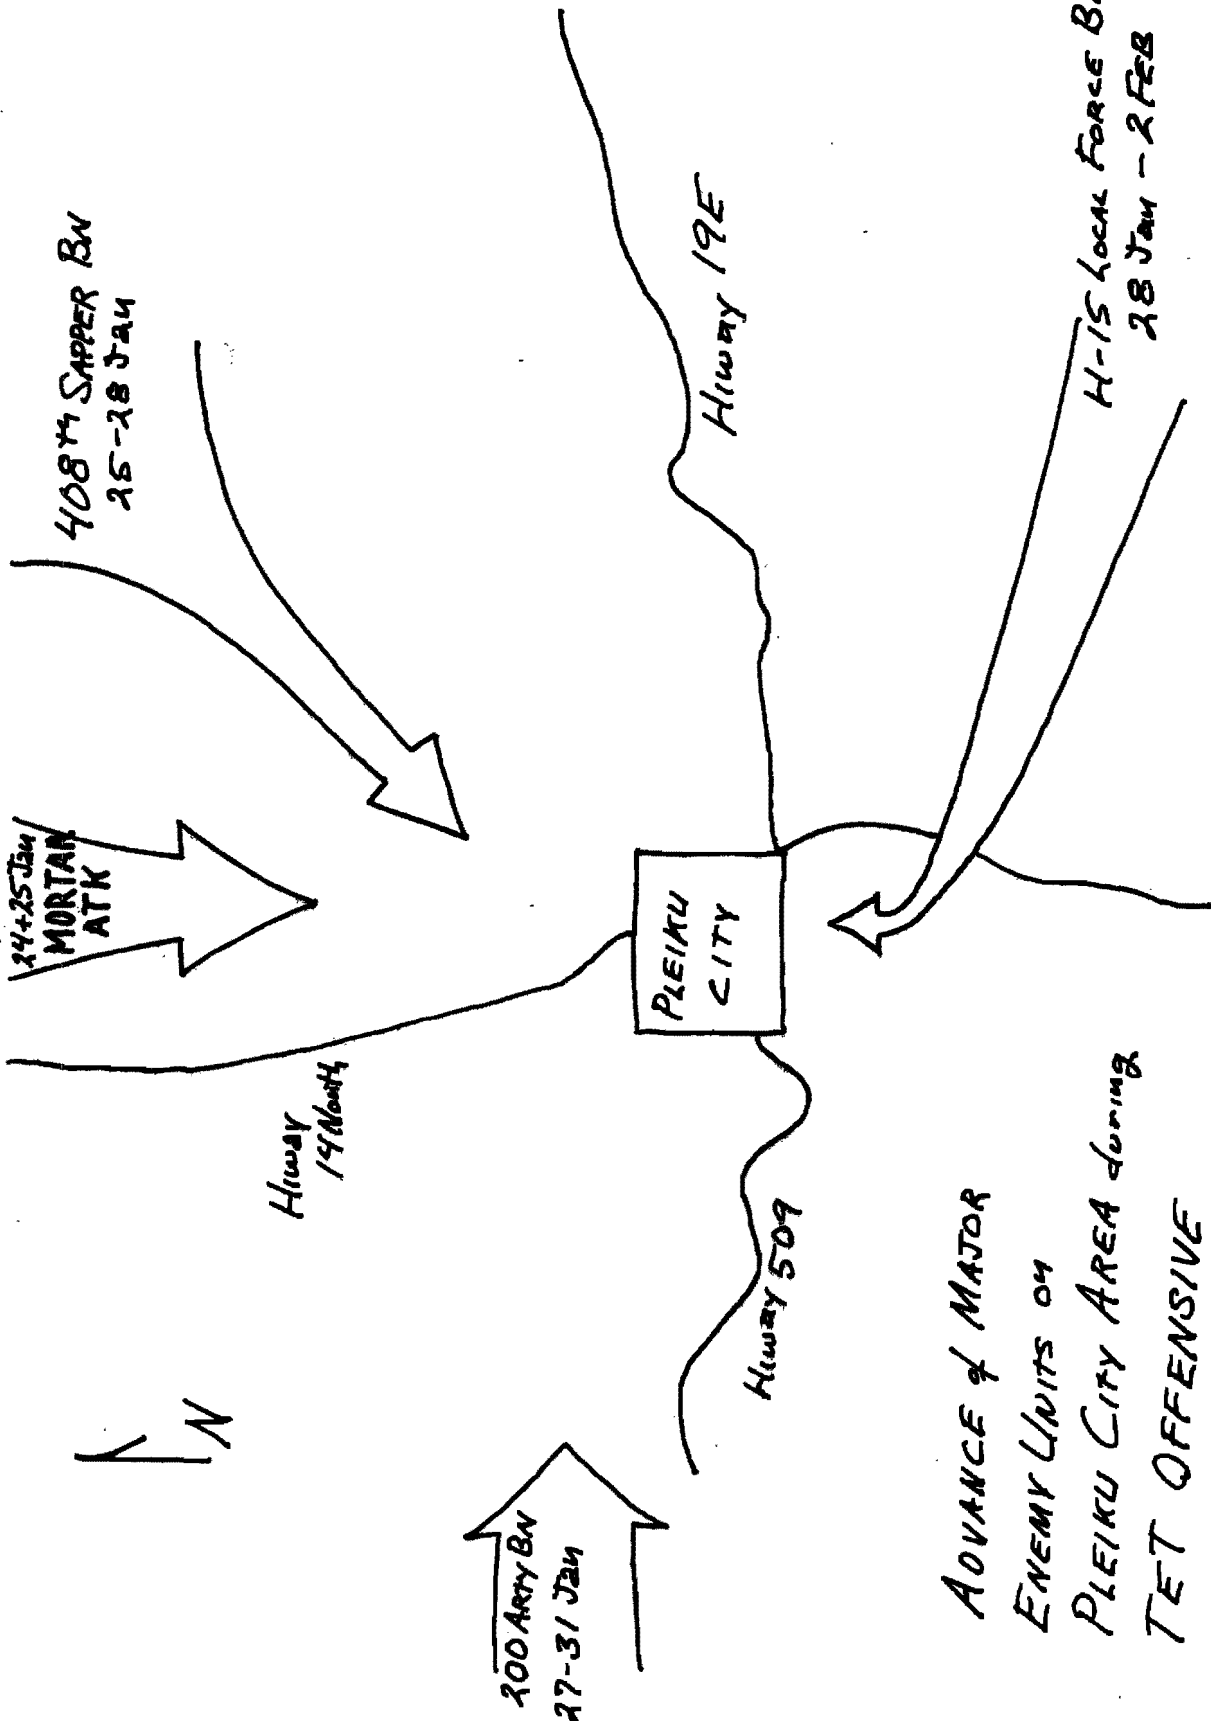 24+25 Jan
MORTAR
ATK
408th SAPPER BN
25-28 Jan
Hiway
14 North
N
200 ARTY BN
27-31 Jan
PLEIKU
CITY
Hiway 19E
Hiway 509
H-15 LOCAL FORCE
28 Jan - 2 FEB
ADVANCE of MAJOR
ENEMY UNITS on
PLEIKU CITY AREA during
TET OFFENSIVE